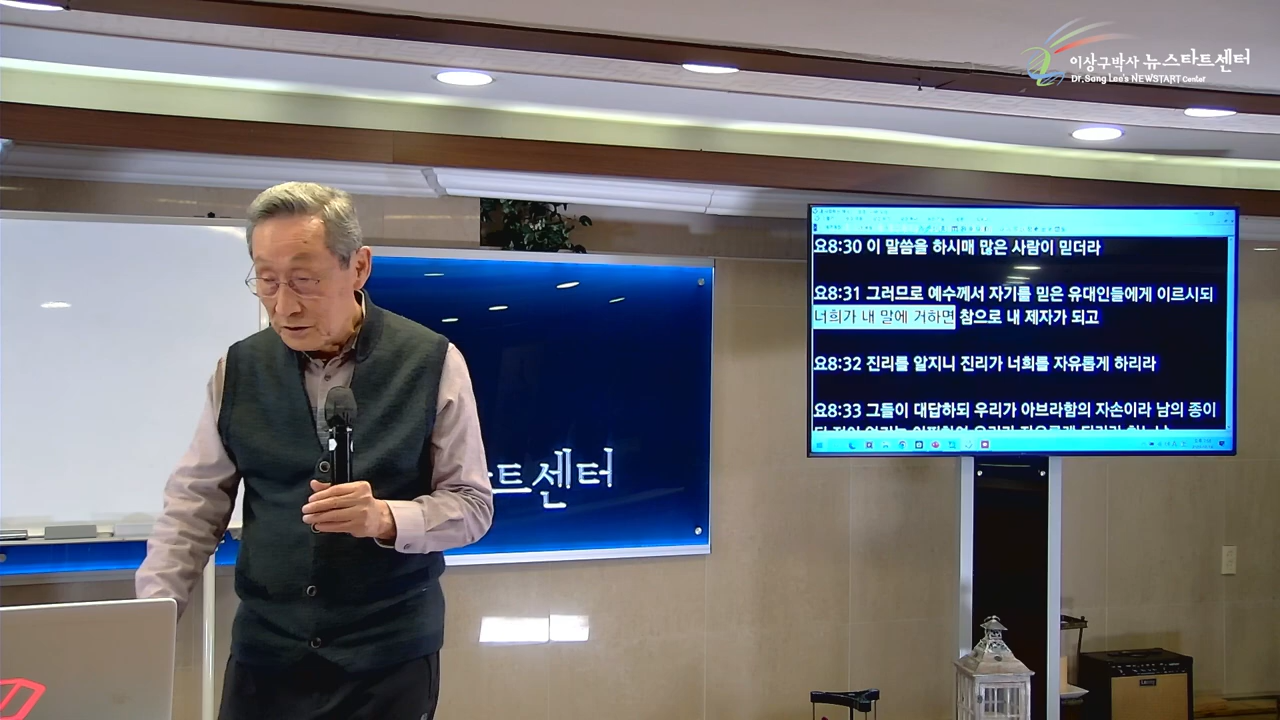 이상구박사 뉴스타트센터
Dr. Sang Lee's NEWSTART Center
요8:30 이 말씀을 하시매 많은 사람이 믿더라
요8:31 그러므로 예수께서 자기를 믿은 유대인들에게 이르시되
너희가 내 말에 거하면 참으로 내 제자가 되고
요8:32 진리를 알지니 진리가 너희를 자유롭게 하리라
요8:33 그들이 대답하되 우리가 아브라함의 자손이라 남의 종이
트센터